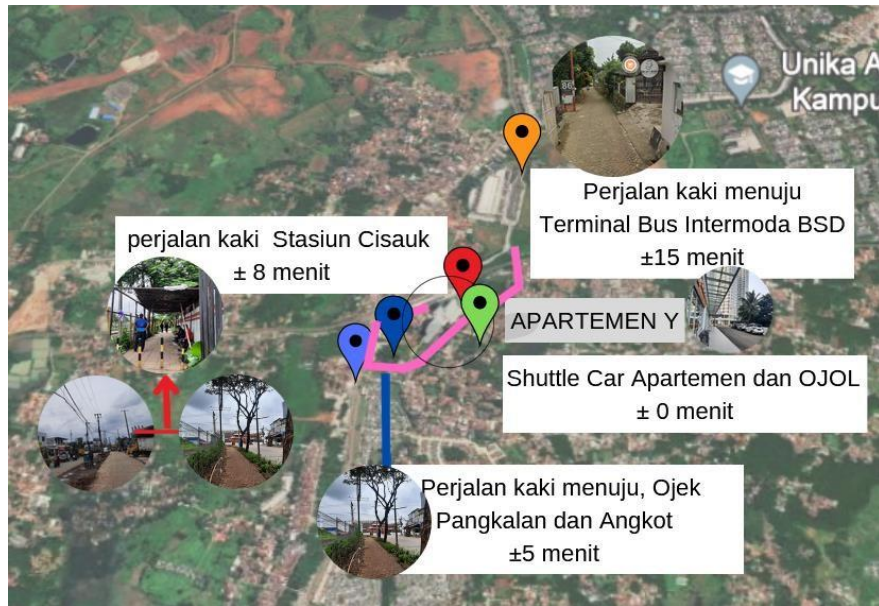 Unika A
Kampu
Perjalan kaki menuju
Terminal Bus Intermoda BSD
±15 menit
perjalan kaki  Stasiun Cisauk
± 8 menit
APARTEMEN Y
Shuttle Car Apartemen dan OJOL
± 0 menit
Perjalan kaki menuju, Ojek
Pangkalan dan Angkot
±5 menit